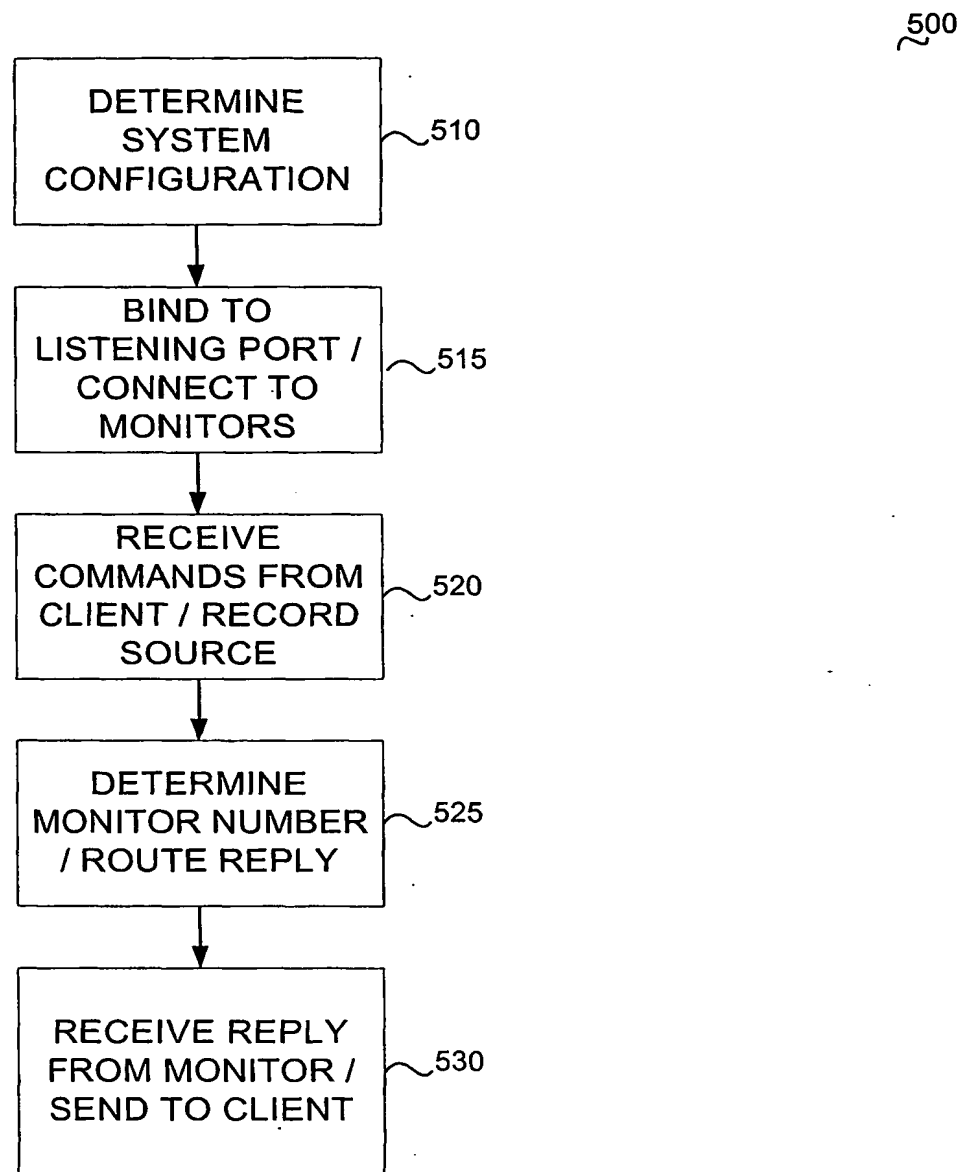 500
DETERMINE
SYSTEM
CONFIGURATION
510
BIND TO
LISTENING PORT /
CONNECT TO
MONITORS
515
RECEIVE
COMMANDS FROM
CLIENT / RECORD
SOURCE
520
DETERMINE
MONITOR NUMBER
/ ROUTE REPLY
525
RECEIVE REPLY
FROM MONITOR /
SEND TO CLIENT
530